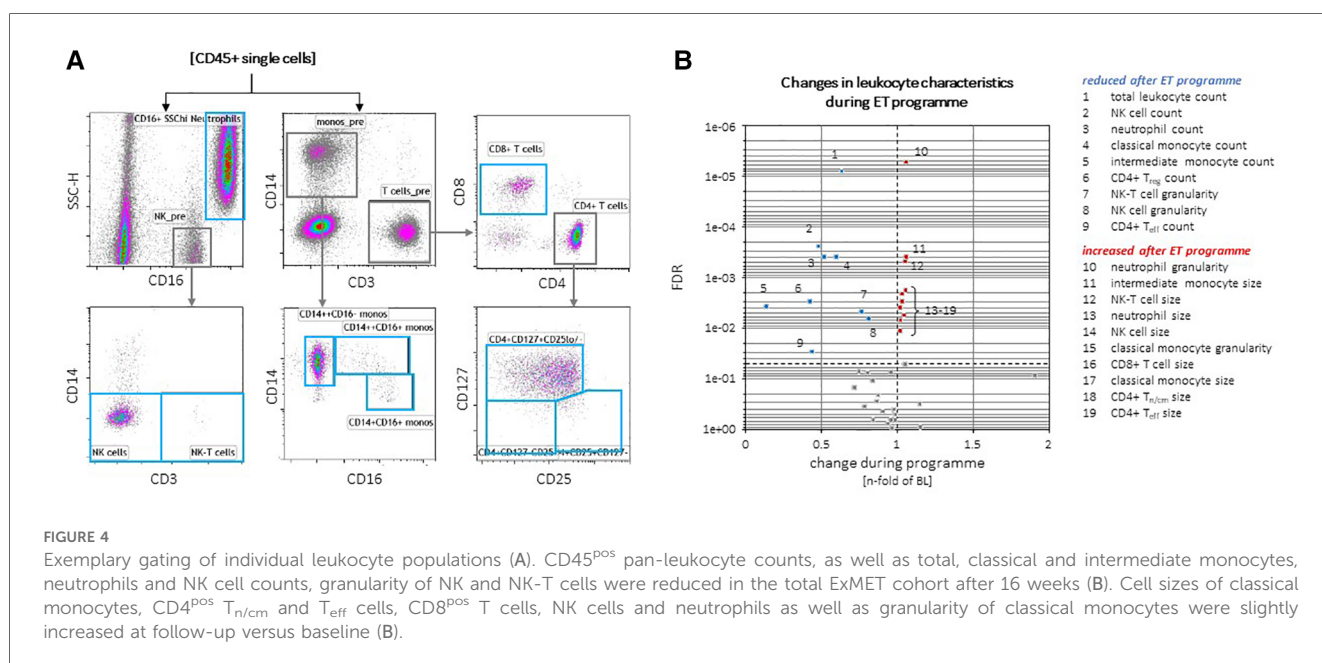 A
[CD45+ single cells]
CD16+ SSChi Neutrophils
NK_pre
SSC-H
CD16
monos_pre
T cells_pre
CD14
CD3
CD8+ T cells
CD4+ T cells
CD8
CD4
NK cells
NK-T cells
CD14
CD3
CD14++CD16- monos
CD14++CD16+ monos
CD14+CD16+ monos
CD14
CD16
CD4+CD127+CD25lo/-
CD127
CD25
B
Changes in leukocyte characteristics
during ET programme
FDR
1e-06
1e-05
1e-04
1e-03
1e-02
1e-01
1e+00
1
10
2
11
3
4
12
5
6
7
13-19
8
9
0
0.5
1
1.5
2
change during programme
[n-fold of BL]
reduced after ET programme
1 total leukocyte count
2 NK cell count
3 neutrophil count
4 classical monocyte count
5 intermediate monocyte count
6 CD4+ Treg count
7 NK-T cell granularity
8 NK cell granularity
9 CD4+ Teff count
increased after ET programme
10 neutrophil granularity
11 intermediate monocyte size
12 NK-T cell size
13 neutrophil size
14 NK cell size
15 classical monocyte granularity
16 CD8+ T cell size
17 classical monocyte size
18 CD4+ Tn/cm size
19 CD4+ Teff size
FIGURE 4
Exemplary gating of individual leukocyte populations (A). CD45pos pan-leukocyte counts, as well as total, classical and intermediate monocytes,
neutrophils and NK cell counts, granularity of NK and NK-T cells were reduced in the total ExMET cohort after 16 weeks (B). Cell sizes of classical
monocytes, CD4pos Tn/cm and Teff cells, CD8pos T cells, NK cells and neutrophils as well as granularity of classical monocytes were slightly
increased at follow-up versus baseline (B).